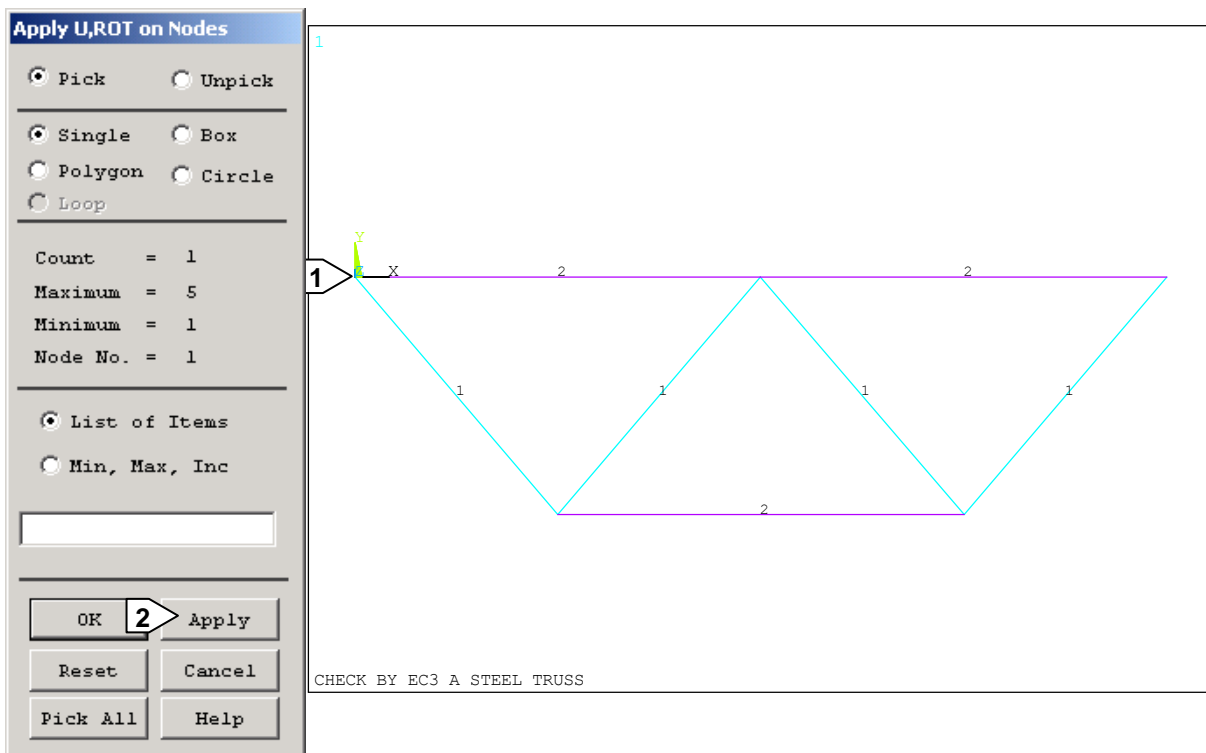 Apply U,ROT on Nodes
Pick Unpick
Single Box
Polygon Circle
Loop
Count = 1
Maximum = 5
Minimum = 1
Node No. = 1
List of Items
Min, Max, Inc
OK 2 Apply
Reset Cancel
Pick All Help
1
Y
1 Z X 2 2
1 1 1 1
2
CHECK BY EC3 A STEEL TRUSS